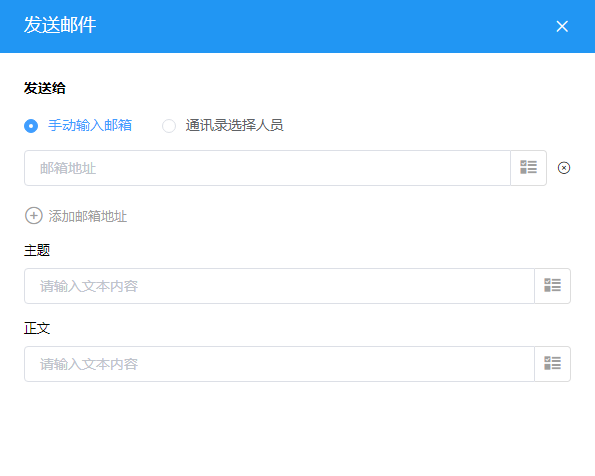 发送邮件
发送给
手动输入邮箱 通讯录选择人员
邮箱地址
添加邮箱地址
主题
请输入文本内容
正文
请输入文本内容